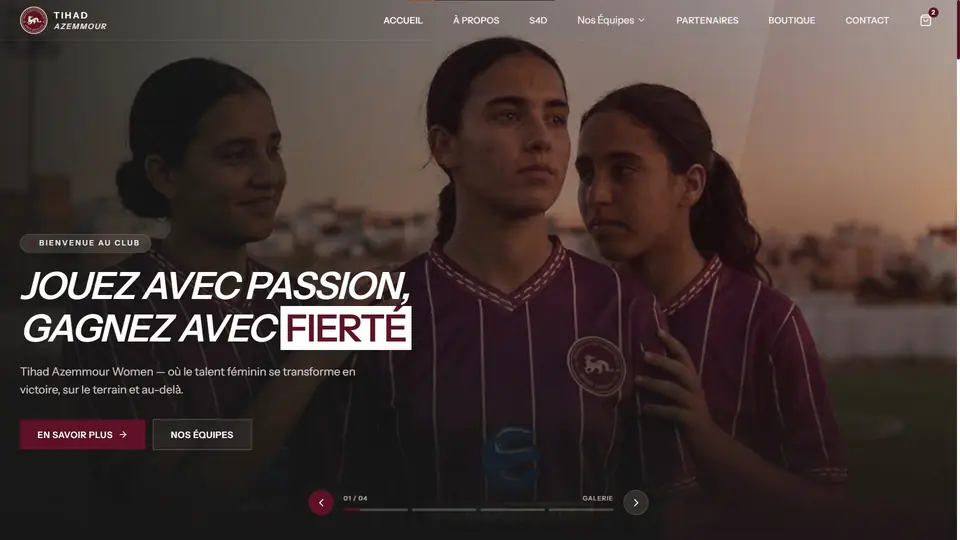 TIHAD
AZEMMOUR
ACCUEIL
À PROPOS
S4D
Nos Équipes
PARTENAIRES
BOUTIQUE
CONTACT
2
BIENVENUE AU CLUB
JOUEZ AVEC PASSION,
GAGNEZ AVEC FIERTÉ
Tihad Azemmour Women — où le talent féminin se transforme en
victoire, sur le terrain et au-delà.
EN SAVOIR PLUS
NOS ÉQUIPES
01 / 04
GALERIE